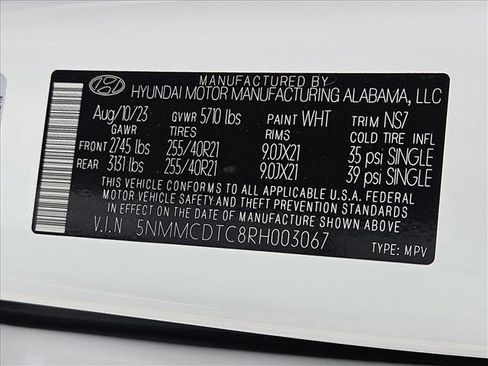 MANUFACTURED BY
HYUNDAI MOTOR MANUFACTURING ALABAMA, LLC
Aug/10/23 GVWR 5710 lbs PAINT WHT TRIM NS7
GAWR TIRES RIMS COLD TIRE INFL
FRONT 2745 lbs 255/40R21 9.0JX21 35 psi SINGLE
REAR 3131 lbs 255/40R21 9.0JX21 39 psi SINGLE
THIS VEHICLE CONFORMS TO ALL APPLICABLE U.S.A. FEDERAL
MOTOR VEHICLE SAFETY AND THEFT PREVENTION STANDARDS
IN EFFECT ON THE DATE OF MANUFACTURE SHOWN ABOVE.
V.I.N 5NMMCDTC8RH003067
TYPE: MPV